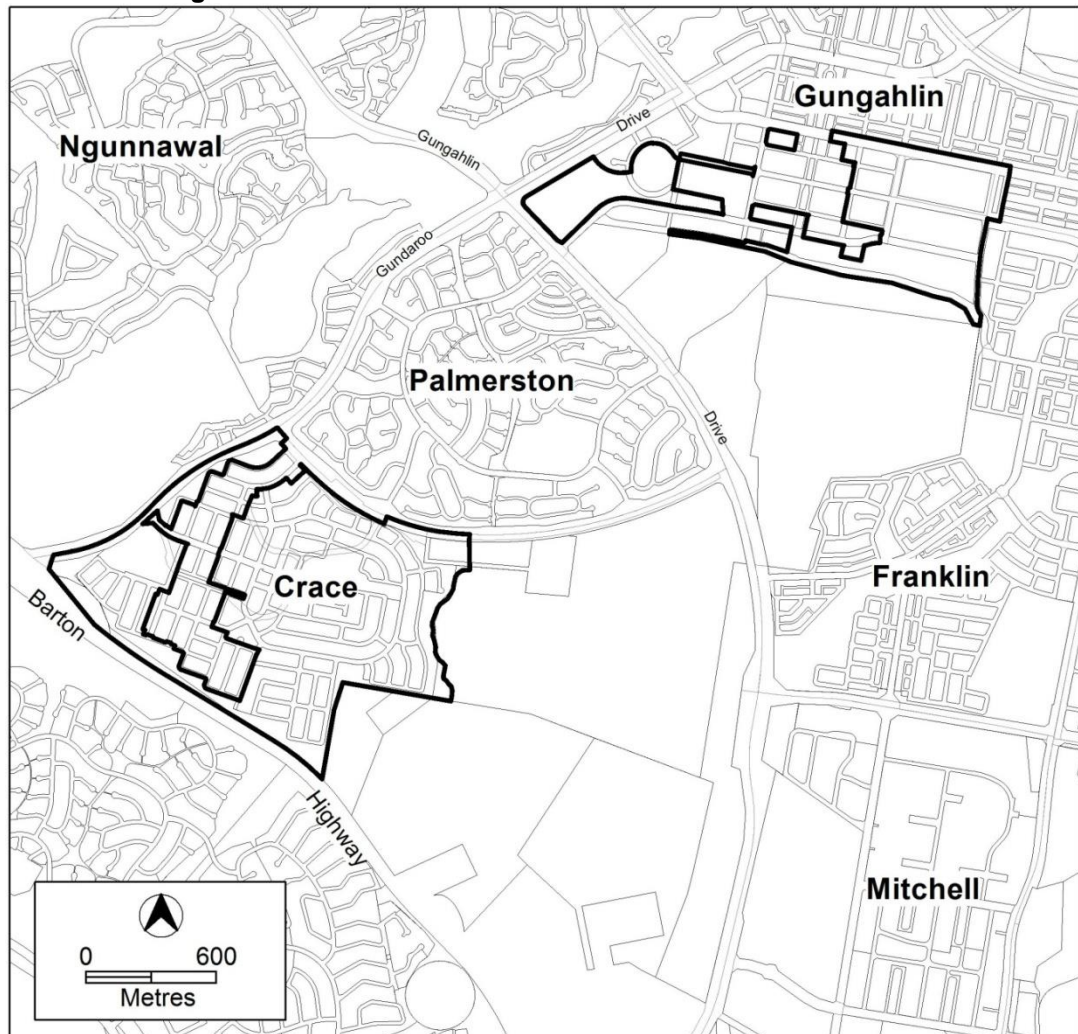 Gungahlin
Ngunnawal
Drive
Gungahlin
Gundaroo
Palmerston
Drive
Crace
Franklin
Barton
Highway
Mitchell
0 600
Metres